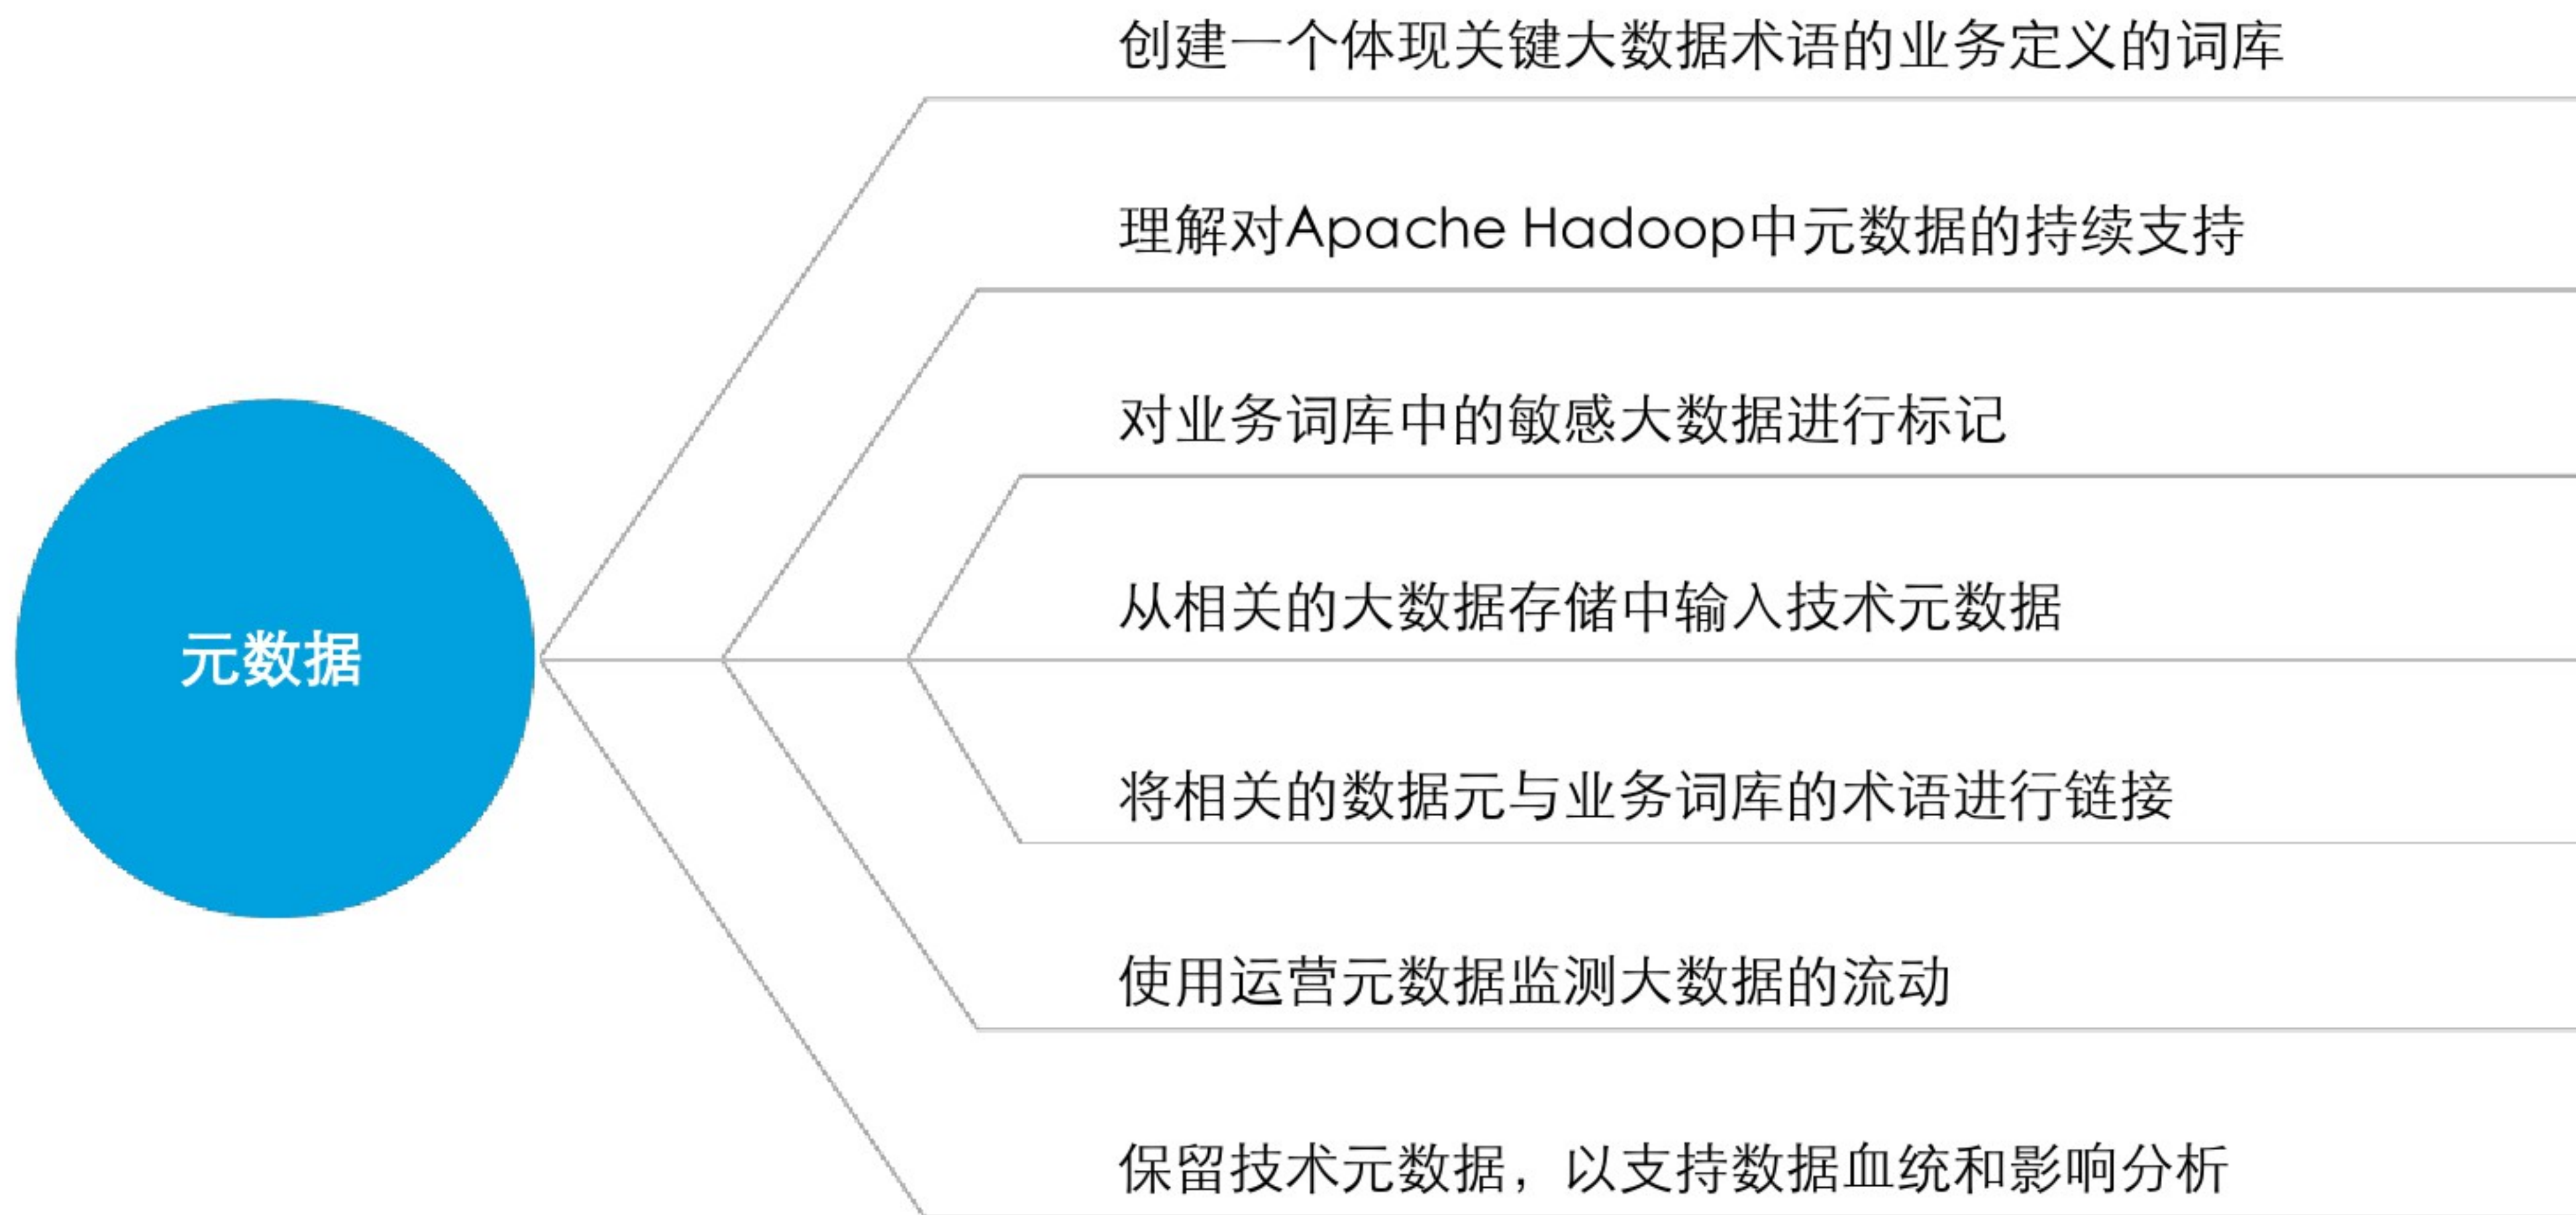 创建一个体现关键大数据术语的业务定义的词库
理解对Apache Hadoop中元数据的持续支持
对业务词库中的敏感大数据进行标记
从相关的大数据存储中输入技术元数据
元数据
将相关的数据元与业务词库的术语进行链接
使用运营元数据监测大数据的流动
保留技术元数据，以支持数据血统和影响分析